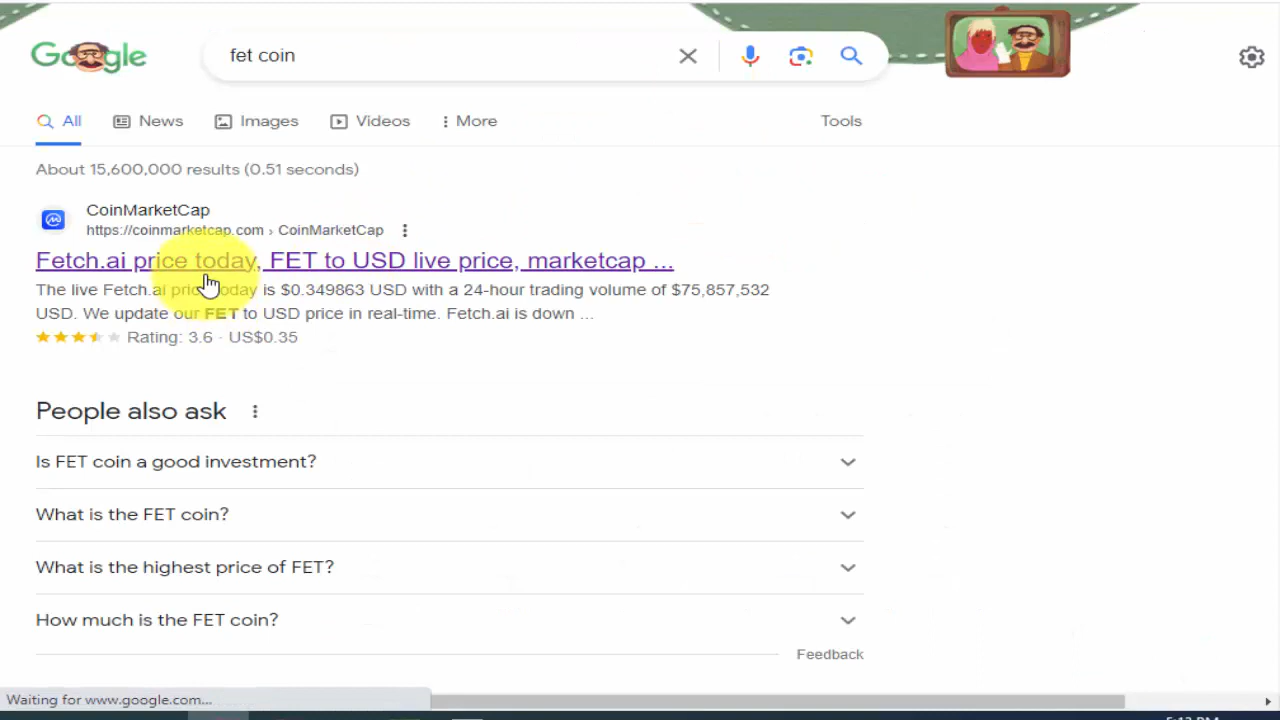 Google
fet coin
All
News
Images
Videos
More
Tools
About 15,600,000 results (0.51 seconds)
CoinMarketCap
https://coinmarketcap.com › CoinMarketCap
Fetch.ai price today, FET to USD live price, marketcap ...
The live Fetch.ai price today is $0.349863 USD with a 24-hour trading volume of $75,857,532
USD. We update our FET to USD price in real-time. Fetch.ai is down ...
Rating: 3.6 · US$0.35
People also ask
Is FET coin a good investment?
What is the FET coin?
What is the highest price of FET?
How much is the FET coin?
Feedback
Waiting for www.google.com...